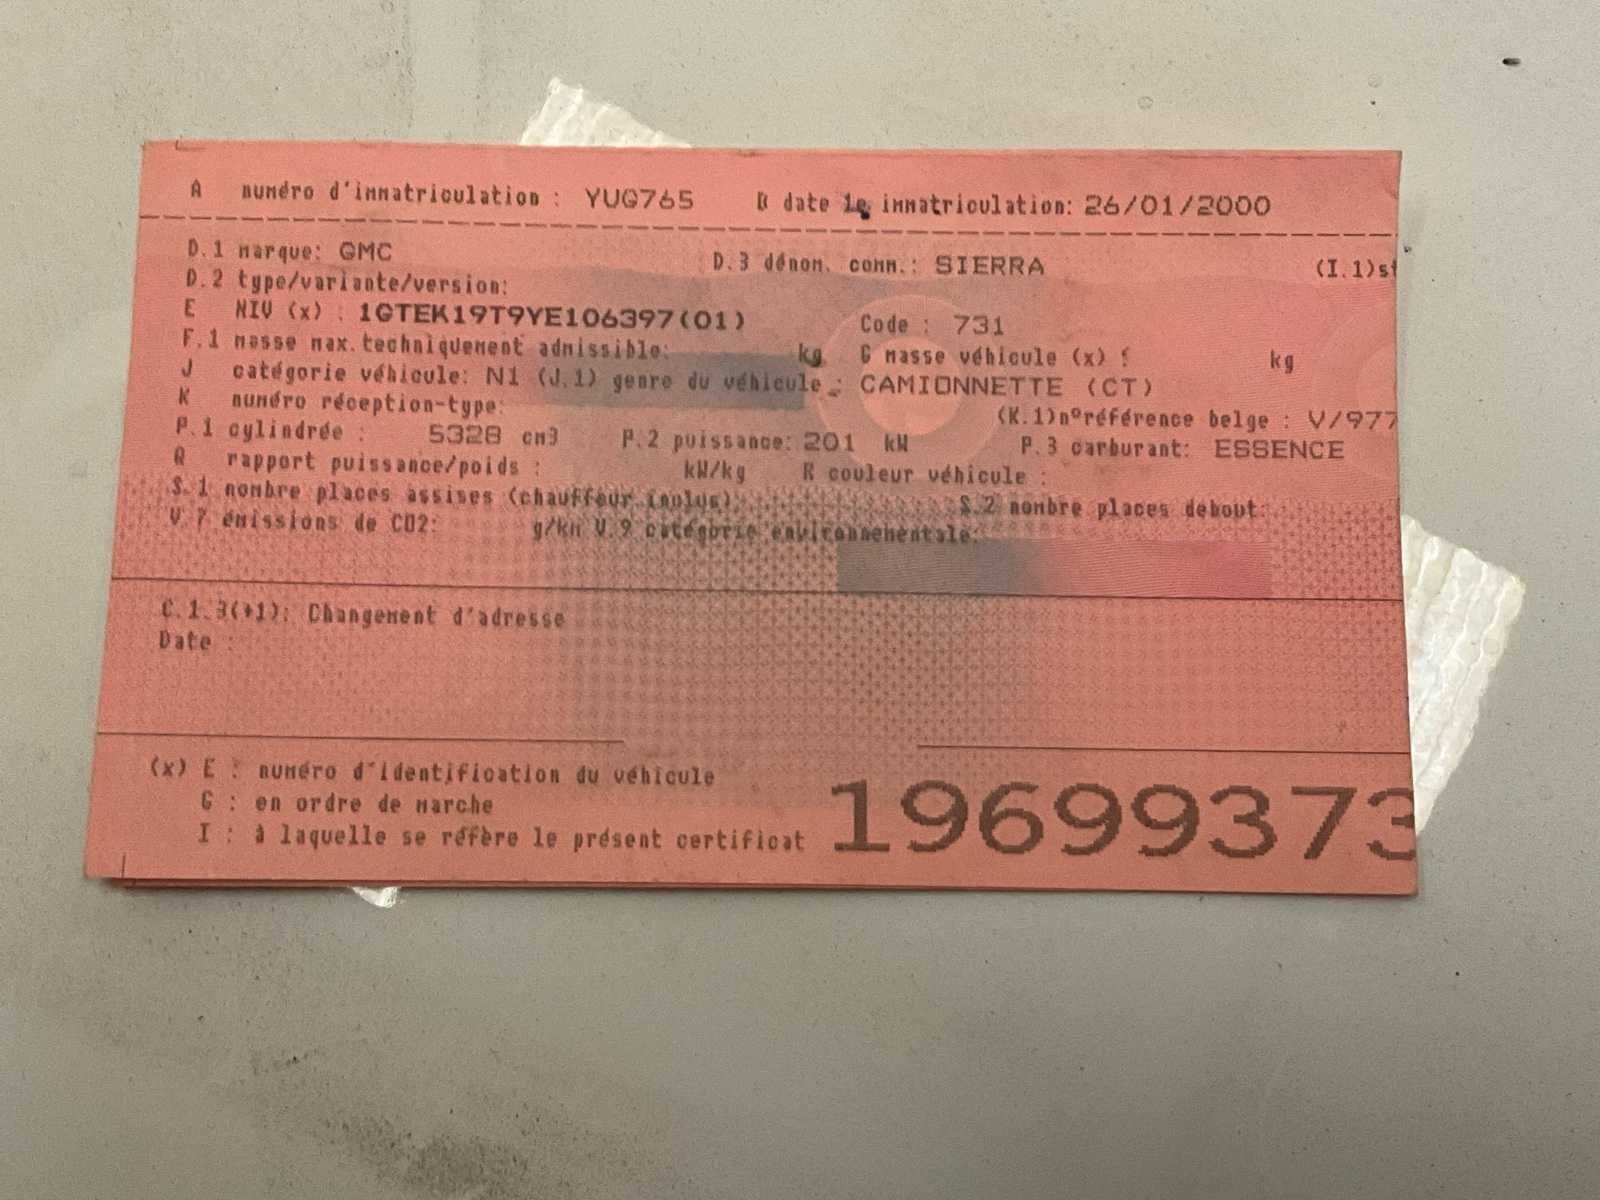 A numéro d'immatriculation : YUG765 B date 1e immatriculation: 26/01/2000
D.1 marque: GMC D.3 dénom. comm.: SIERRA (I.1)
D.2 type/variante/version:
E NIV (x) : 1GTEK19T9YE106397(01) Code : 731
F.1 masse max.techniquement admissible: kg G masse véhicule (x) : kg
J catégorie véhicule: N1 (J.1) genre du véhicule : CAMIONNETTE (CT)
K numéro réception-type: (K.1)n°référence belge : V/977
P.1 cylindrée : 5328 cm3 P.2 puissance: 201 kW P.3 carburant: ESSENCE
Q rapport puissance/poids : kW/kg R couleur véhicule :
S.1 nombre places assises (chauffeur inclus): S.2 nombre places debout:
V.7 émissions de CO2: g/km V.9 catégorie environnementale:
C.1.3(+1): Changement d'adresse
Date :
(x) E : numéro d'identification du véhicule
G : en ordre de marche
I : à laquelle se réfère le présent certificat
19699373